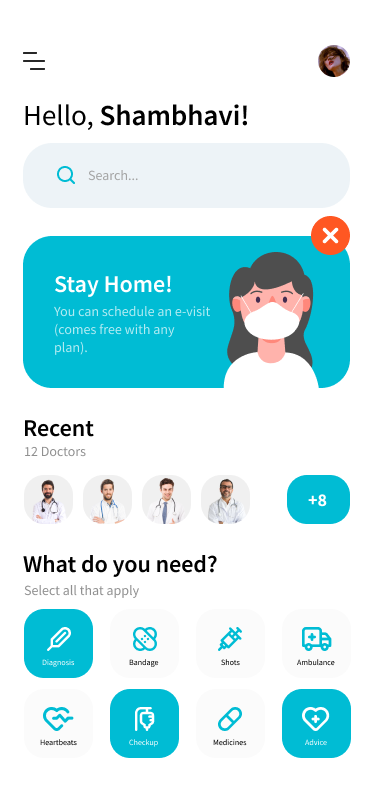 Hello, Shambhavi!
Search...
Stay Home!
You can schedule an e-visit
(comes free with any
plan).
Recent
12 Doctors
+8
What do you need?
Select all that apply
Diagnosis
Bandage
Shots
Ambulance
Heartbeats
Checkup
Medicines
Advice